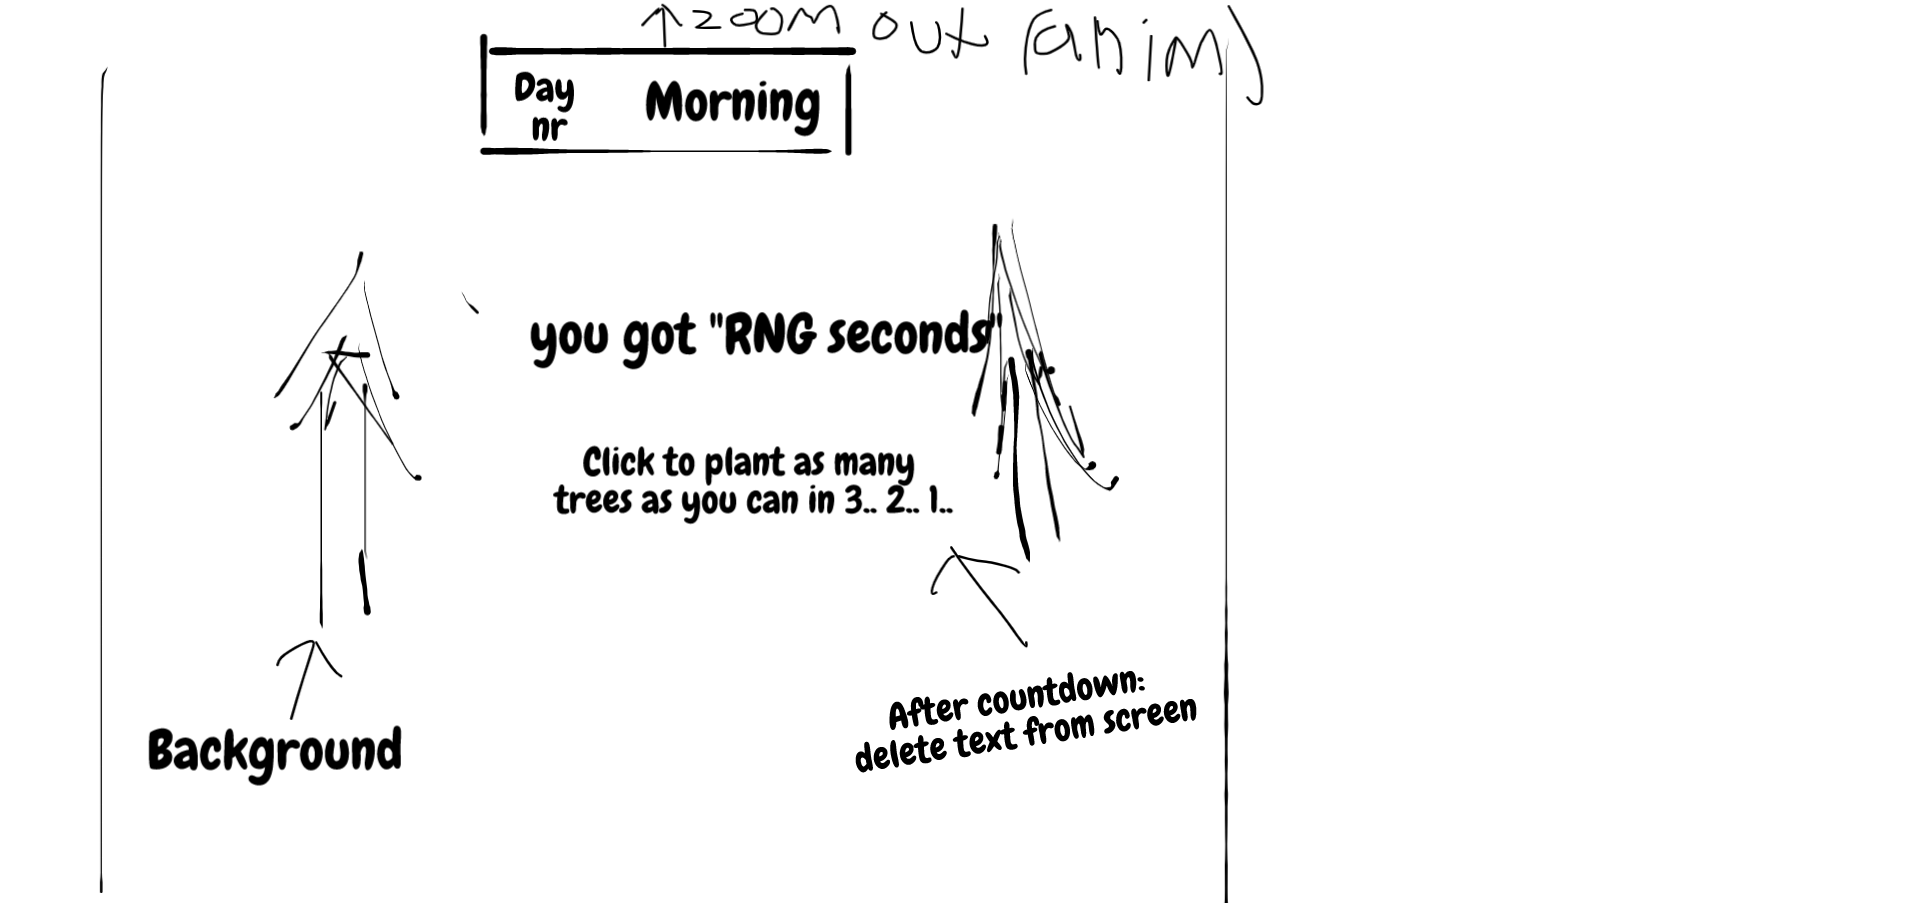 ↑ zoom out (anim)
Day
nr
Morning
you got "RNG seconds"
Click to plant as many
trees as you can in 3.. 2.. 1..
After countdown:
delete text from screen
Background